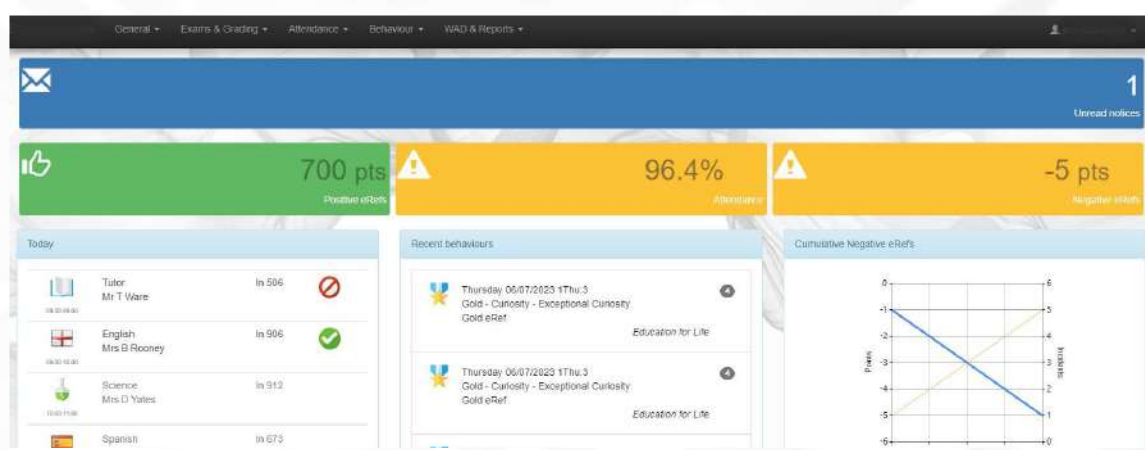 General Exams & Grading Attendance Behaviour WAD & Reports
1
Unread notices
700 pts
Positive eRefs
96.4%
Attendance
-5 pts
Negative eRefs
Today
Tutor In 506
Mr T Ware
English In 906
Mrs B Rooney
Science In 912
Mrs D Yates
Spanish In 673
Recent behaviours
Thursday 06/07/2023 1Thu:3 4
Gold - Curiosity - Exceptional Curiosity
Gold eRef
Education for Life
Thursday 06/07/2023 1Thu:3 4
Gold - Curiosity - Exceptional Curiosity
Gold eRef
Education for Life
Cumulative Negative eRefs
0 6
-1 5
-2 4
-3 3
-4 2
-5 1
-6 0
Points
Incidents